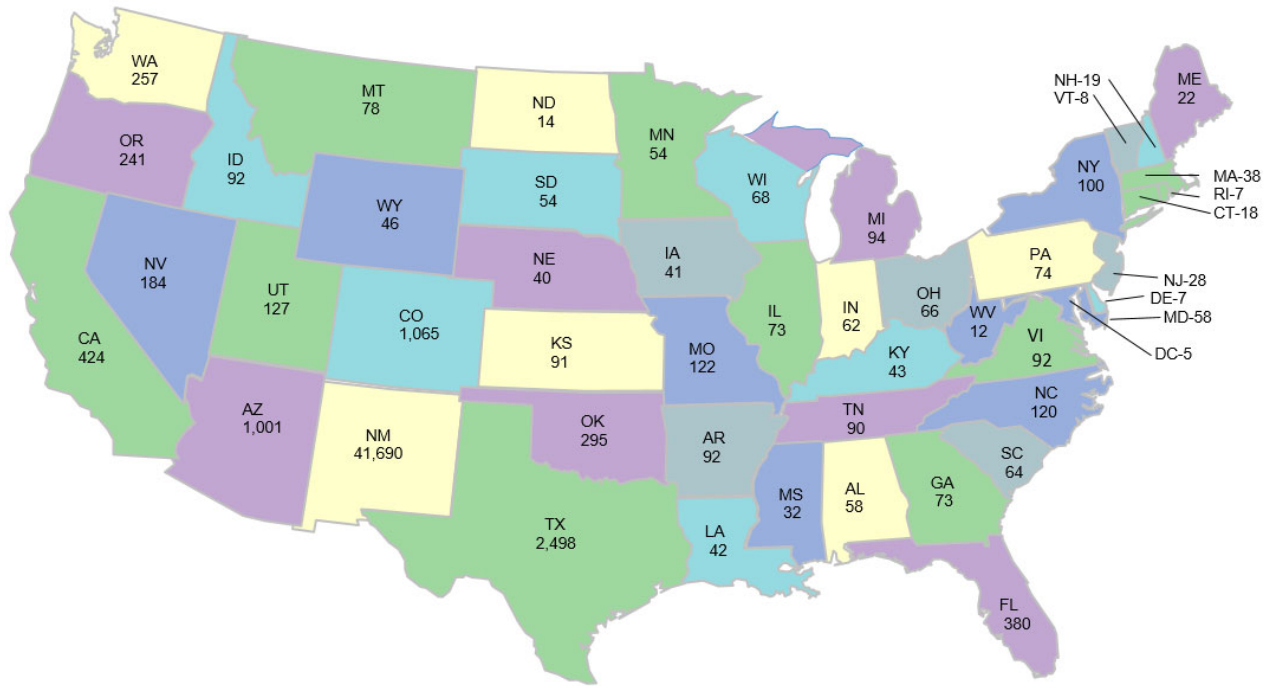 WA
257
OR
241
CA
424
NV
184
ID
92
MT
78
WY
46
UT
127
CO
1,065
AZ
1,001
NM
41,690
ND
14
SD
54
NE
40
KS
91
OK
295
TX
2,498
MN
54
IA
41
MO
122
AR
92
LA
42
WI
68
IL
73
MI
94
IN
62
OH
66
KY
43
TN
90
MS
32
AL
58
GA
73
FL
380
SC
64
NC
120
VI
92
WV
12
PA
74
NY
100
ME
22
NH-19
VT-8
MA-38
RI-7
CT-18
NJ-28
DE-7
MD-58
DC-5